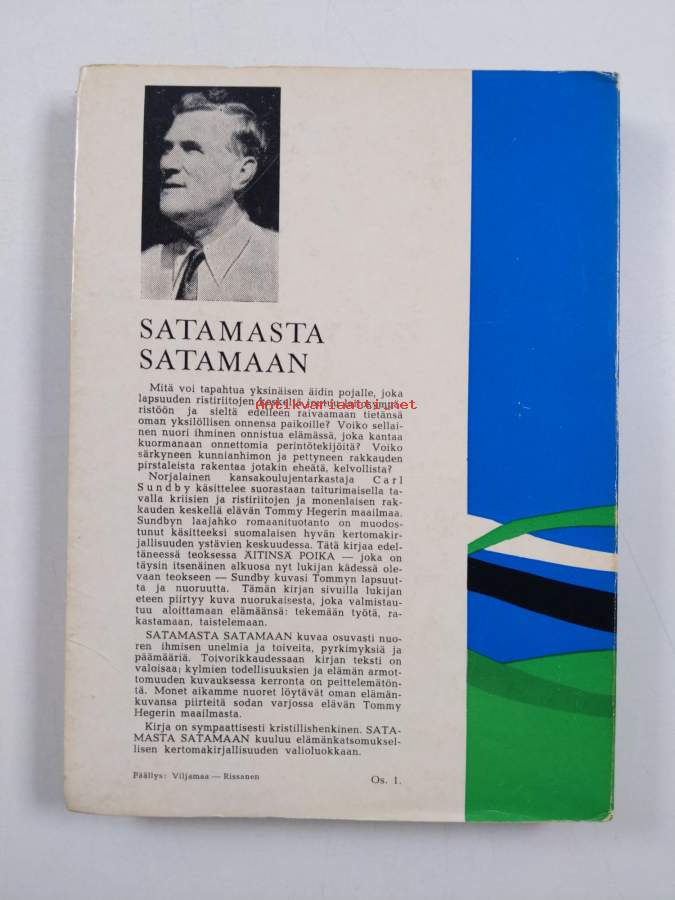 SATAMASTA
SATAMAAN
Mitä voi tapahtua yksinäisen äidin pojalle, joka
lapsuuden ristiriitojen keskellä joutuu
Antikvariaatti.net
ristöön ja sieltä edelleen raivaamaan tietänsä
oman yksilöllisen onnensa paikoille? Voiko sellai-
nen nuori ihminen onnistua elämässä, joka kantaa
kuormanaan onnettomia perintötekijöitä? Voiko
särkyneen kunnianhimon ja pettyneen rakkauden
pirstaleista rakentaa jotakin eheätä, kelvollista?
Norjalainen kansakoulujentarkastaja Carl
Sundby käsittelee suorastaan taiturimaisella ta-
valla kriisien ja ristiriitojen ja monenlaisen rak-
kauden keskellä elävän Tommy Hegerin maailmaa.
Sundbyn laajahko romaanituotanto on muodos-
tunut käsitteeksi suomalaisen hyvän kertomakir-
jallisuuden ystävien keskuudessa. Tätä kirjaa edel-
täneessä teoksessa ÄITINSÄ POIKA — joka on
täysin itsenäinen alkuosa nyt lukijan kädessä ole-
vaan teokseen — Sundby kuvasi Tommyn lapsuut-
ta ja nuoruutta. Tämän kirjan sivuilla lukijan
eteen piirtyy kuva nuorukaisesta, joka valmistau-
tuu aloittamaan elämäänsä: tekemään työtä, ra-
kastamaan, taistelemaan.
SATAMASTA SATAMAAN kuvaa osuvasti nuo-
ren ihmisen unelmia ja toiveita, pyrkimyksiä ja
päämääriä. Toivorikkaudessaan kirjan teksti on
valoisaa; kylmien todellisuuksien ja elämän armot-
tomuuden kuvauksessa kerronta on peittelemätön-
tä. Monet aikamme nuoret löytävät oman elämän-
kuvansa piirteitä sodan varjossa elävän Tommy
Hegerin maailmasta.
Kirja on sympaattisesti kristillishenkinen. SATA-
MASTA SATAMAAN kuuluu elämänkatsomuksel-
lisen kertomakirjallisuuden valioluokkaan.
Päällys: Viljamaa — Rissanen
Os. 1.